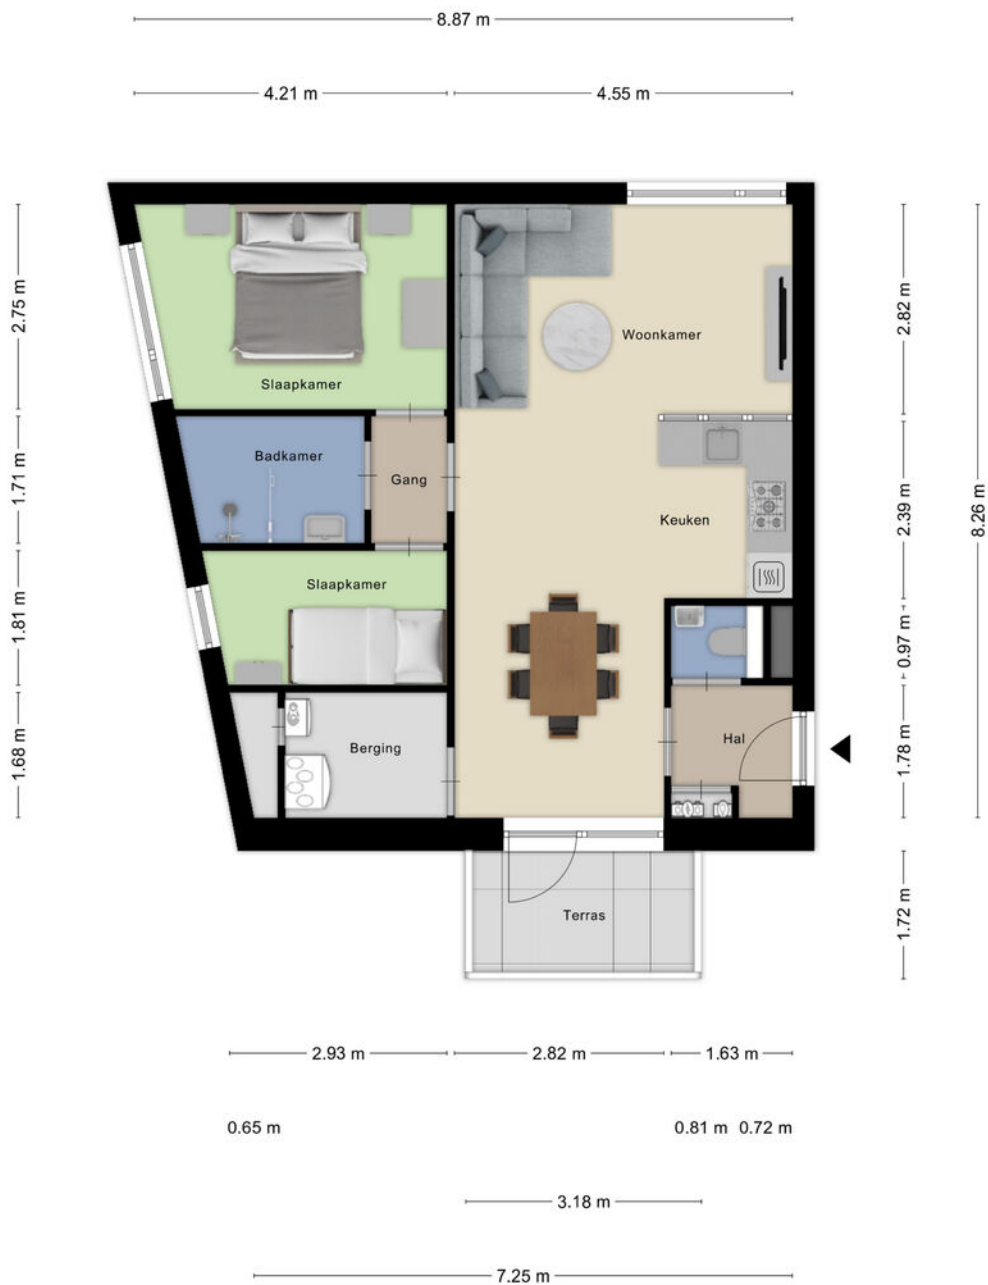 8.87 m
4.21 m
4.55 m
2.75 m
1.71 m
1.81 m
1.68 m
Slaapkamer
Woonkamer
Badkamer
Gang
Keuken
Slaapkamer
Berging
Hal
Terras
2.82 m
2.39 m
0.97 m
1.78 m
1.72 m
8.26 m
2.93 m
2.82 m
1.63 m
0.65 m
0.81 m
0.72 m
3.18 m
7.25 m